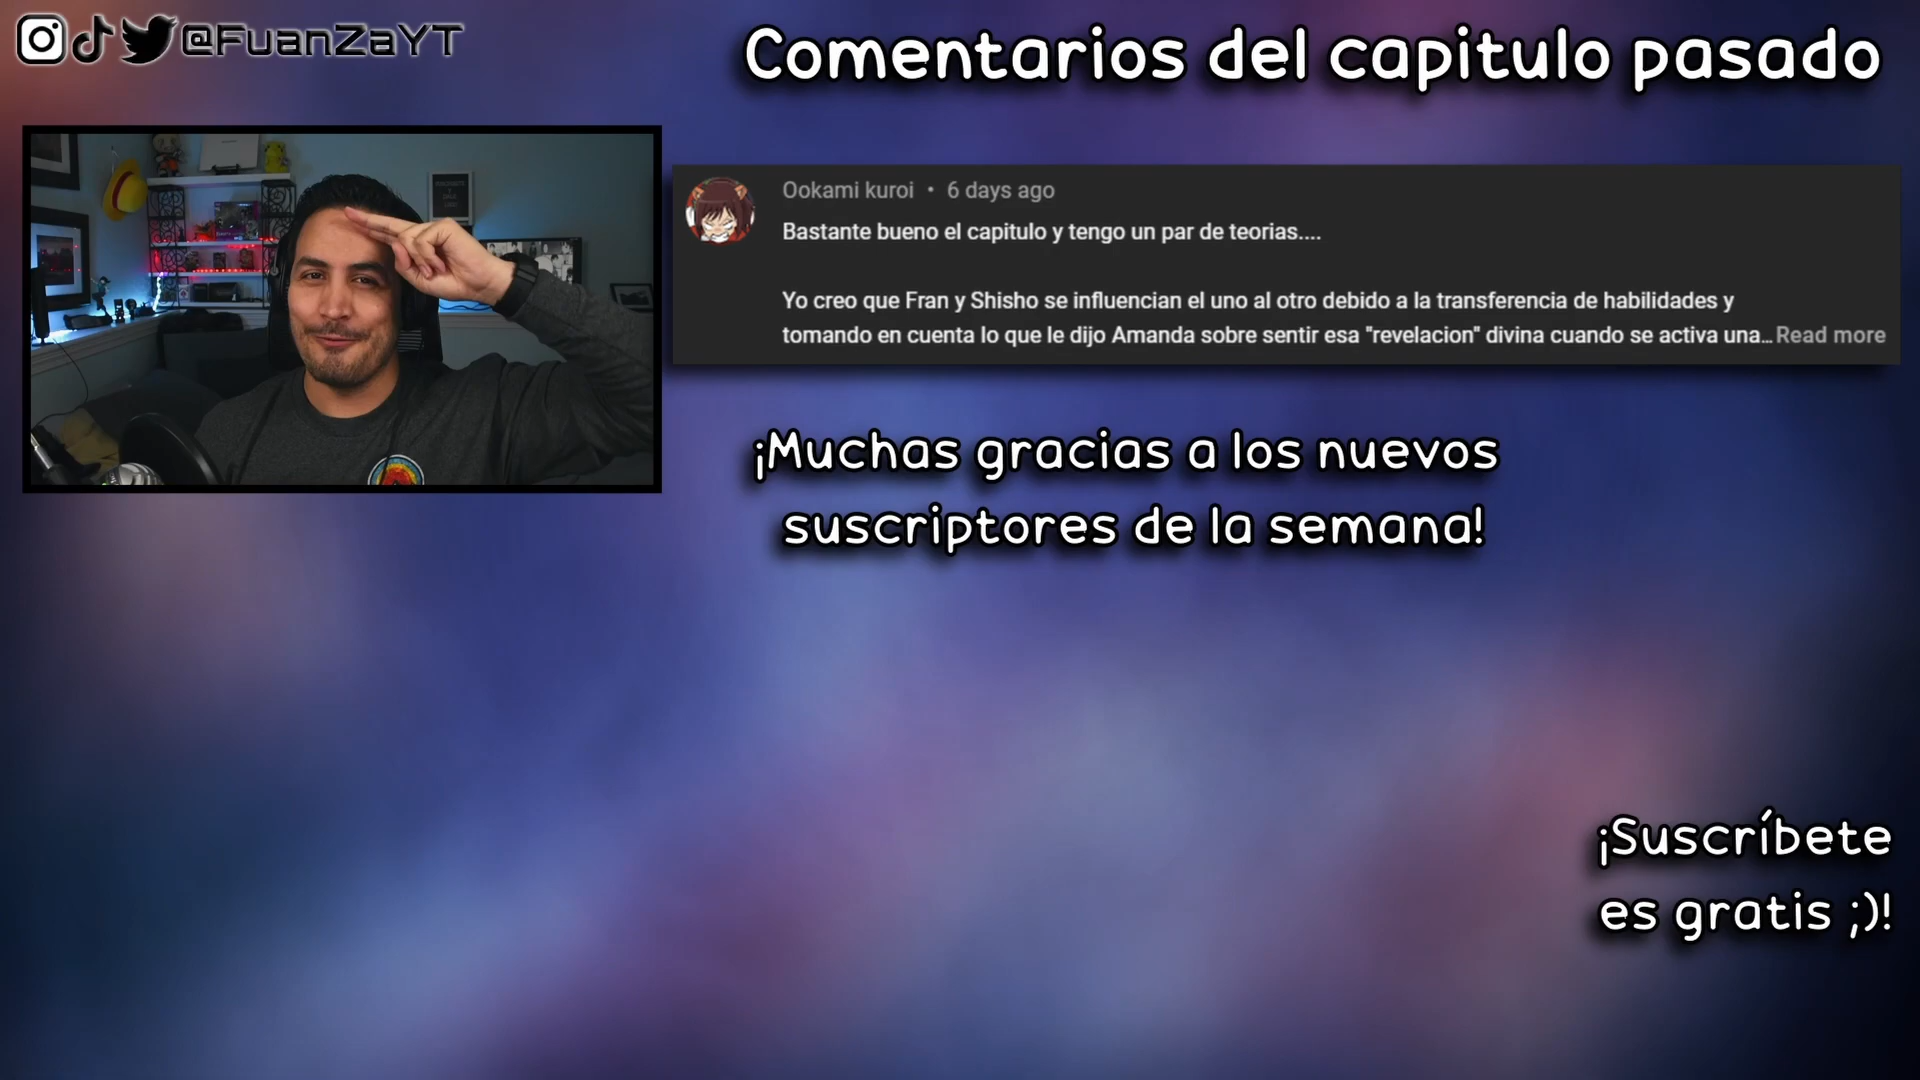 @FuanZaYT
Comentarios del capitulo pasado
Ookami kuroi • 6 days ago
Bastante bueno el capitulo y tengo un par de teorias....
Yo creo que Fran y Shisho se influencian el uno al otro debido a la transferencia de habilidades y
tomando en cuenta lo que le dijo Amanda sobre sentir esa "revelacion" divina cuando se activa una... Read more
¡Muchas gracias a los nuevos
suscriptores de la semana!
¡Suscríbete
es gratis ;)!